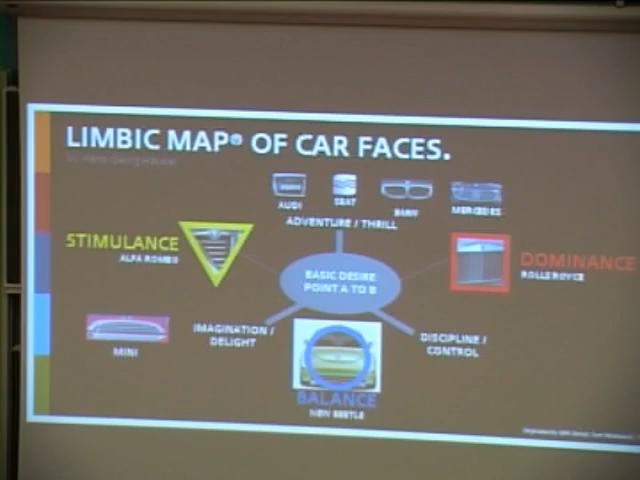 LIMBIC MAP® OF CAR FACES.
AUDI
SEAT
BMW
MERCEDES
ADVENTURE / THRILL
STIMULANCE
ALFA ROMEO
DOMINANCE
ROLLS ROYCE
BASIC DESIRE
POINT A TO B
IMAGINATION /
DELIGHT
DISCIPLINE /
CONTROL
MINI
BALANCE
NEW BEETLE